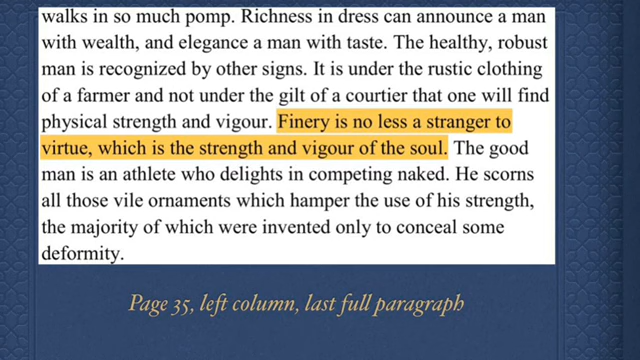 walks in so much pomp. Richness in dress can announce a man
with wealth, and elegance a man with taste. The healthy, robust
man is recognized by other signs. It is under the rustic clothing
of a farmer and not under the gilt of a courtier that one will find
physical strength and vigour. Finery is no less a stranger to
virtue, which is the strength and vigour of the soul. The good
man is an athlete who delights in competing naked. He scorns
all those vile ornaments which hamper the use of his strength,
the majority of which were invented only to conceal some
deformity.
Page 35, left column, last full paragraph